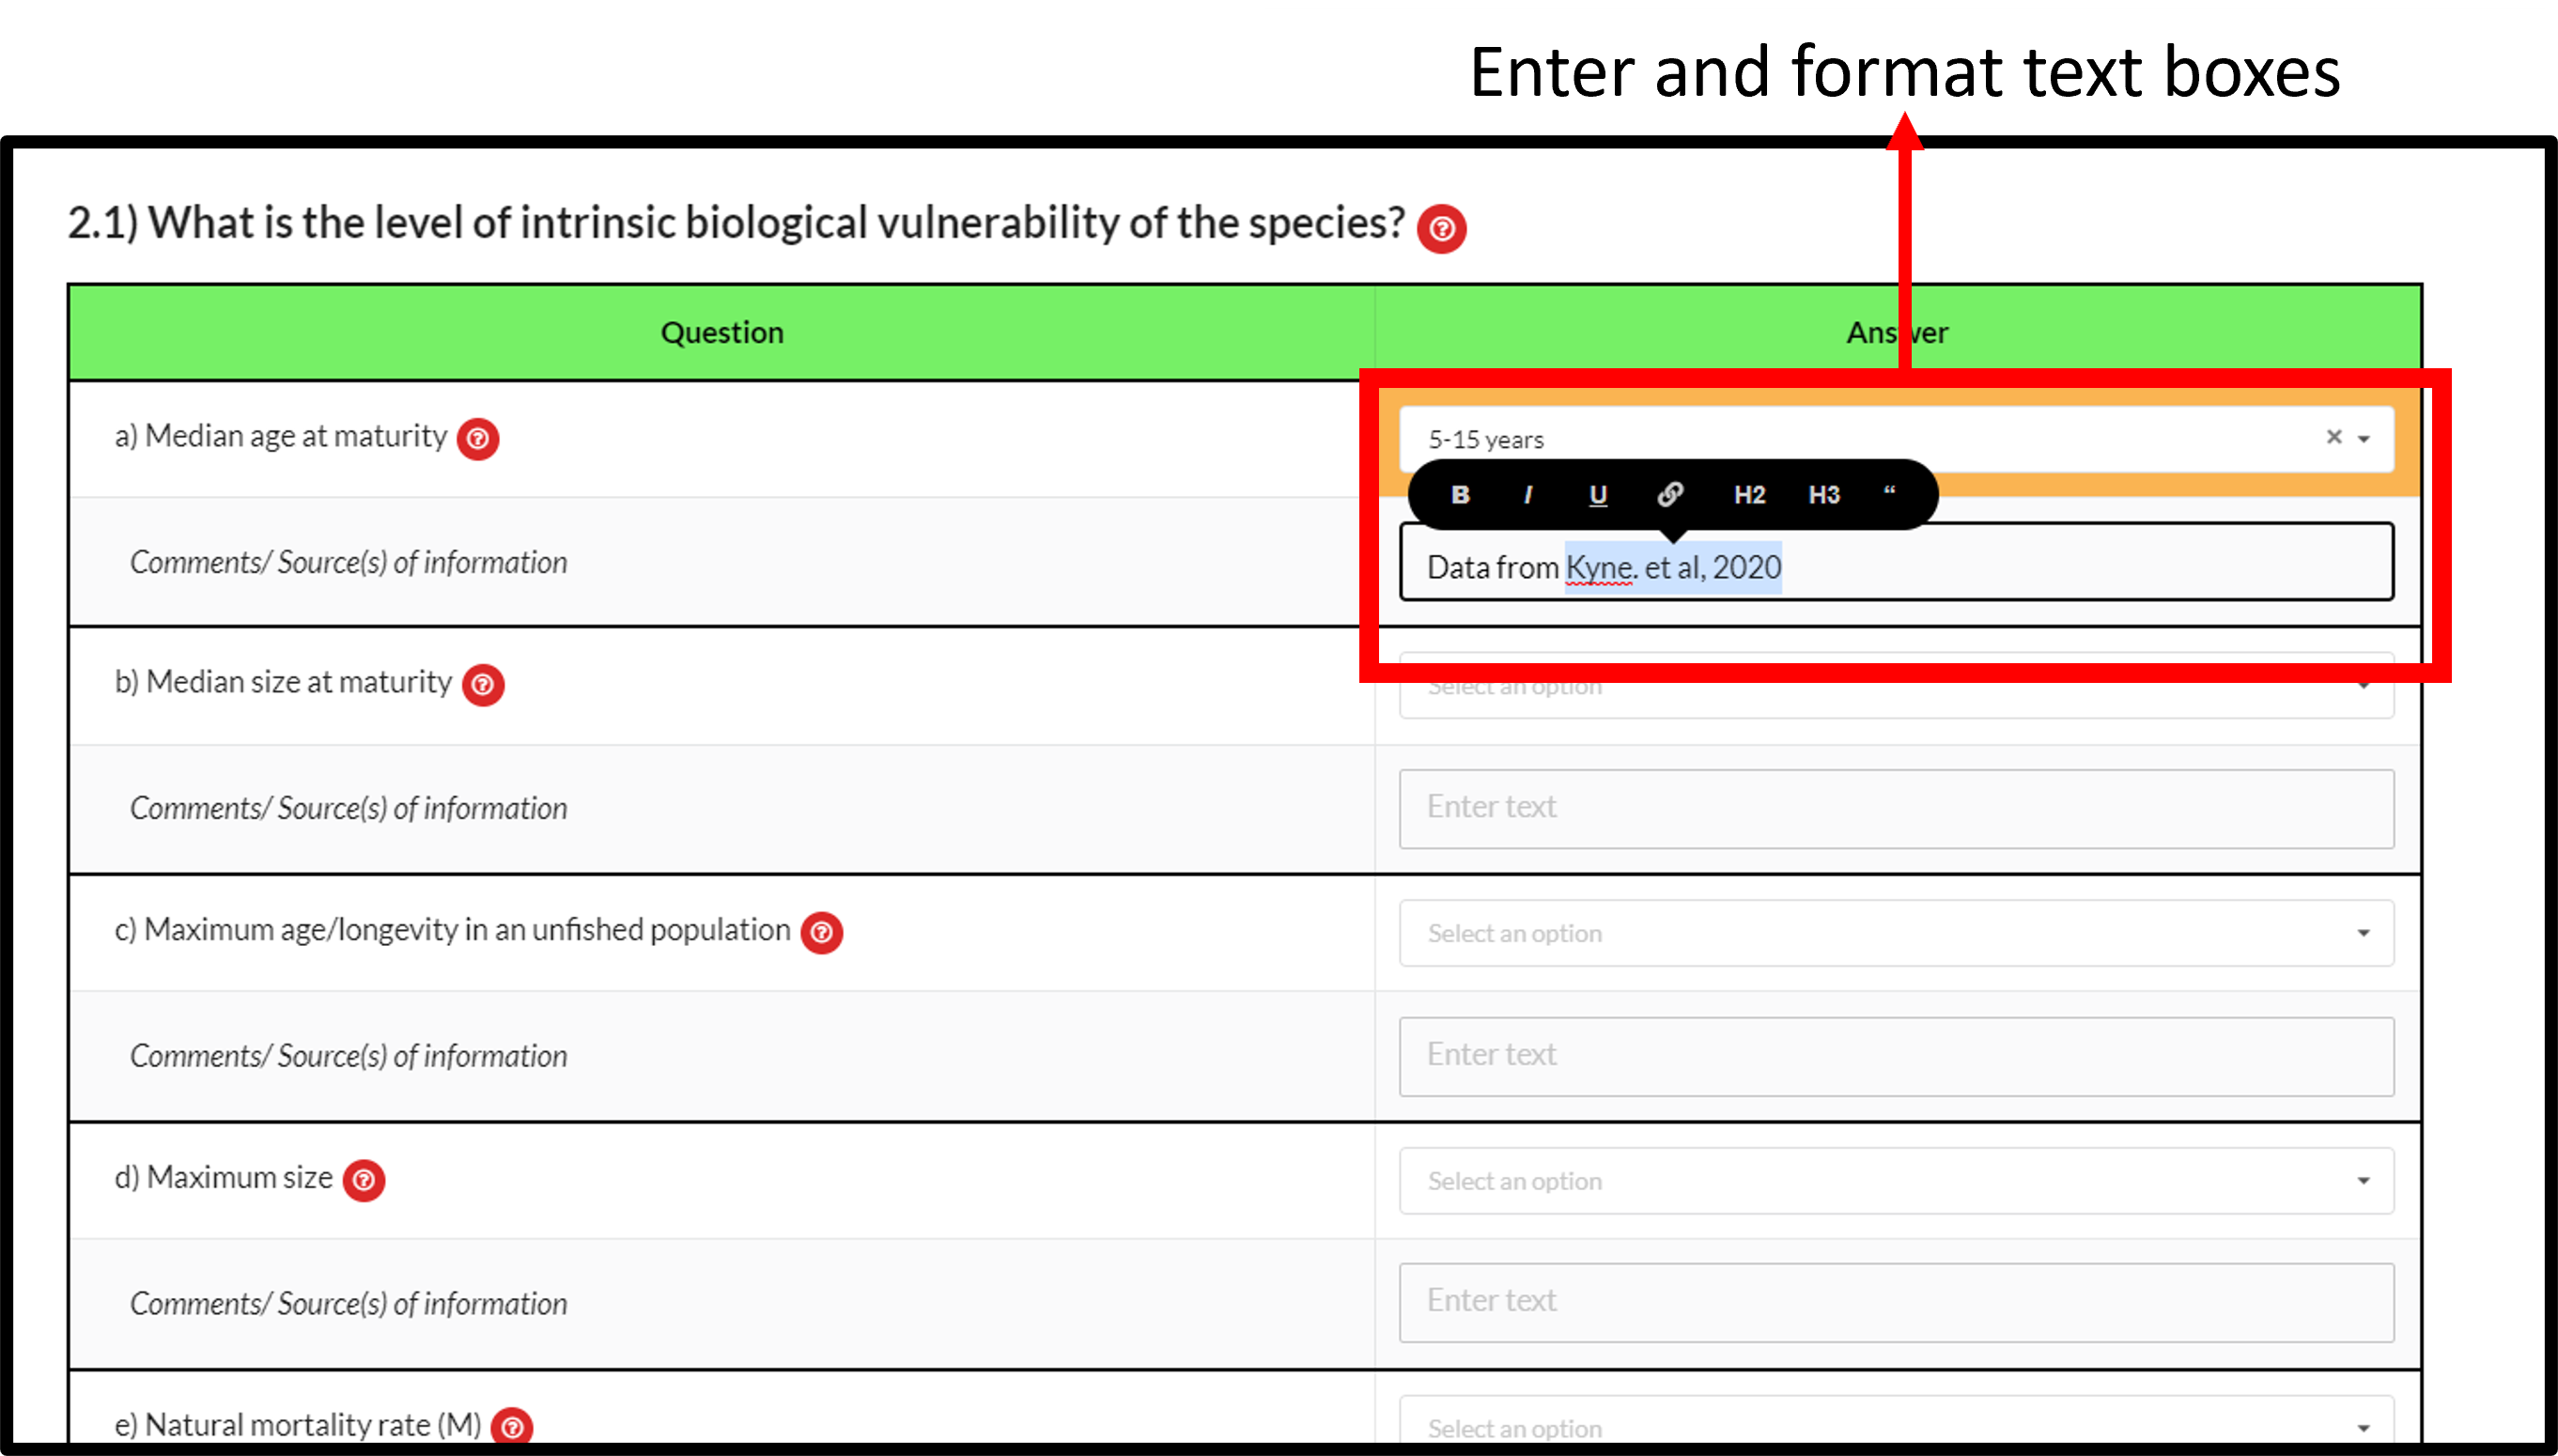 Enter and format text boxes
2.1) What is the level of intrinsic biological vulnerability of the species?
Question Answer
a) Median age at maturity 5-15 years
B I U H2 H3 “
Comments/ Source(s) of information Data from Kyne. et al, 2020
b) Median size at maturity Select an option
Comments/ Source(s) of information Enter text
c) Maximum age/longevity in an unfished population Select an option
Comments/ Source(s) of information Enter text
d) Maximum size Select an option
Comments/ Source(s) of information Enter text
e) Natural mortality rate (M) Select an option